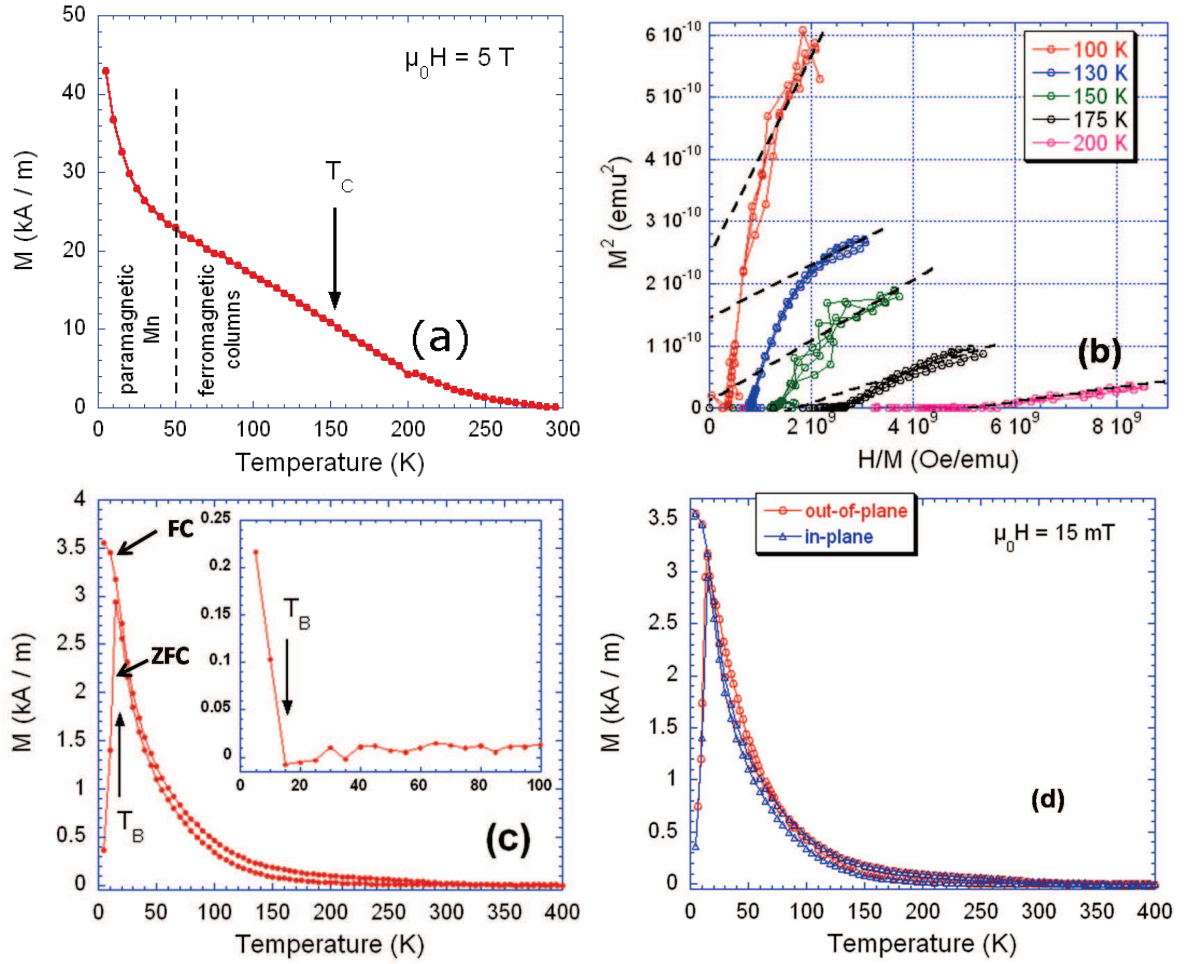 50
40
30
20
10
0
M (kA / m)
μ0H = 5 T
TC
paramagnetic
Mn
ferromagnetic
columns
(a)
0 50 100 150 200 250 300
Temperature (K)
6 10^-10
5 10^-10
4 10^-10
3 10^-10
2 10^-10
1 10^-10
0
M^2 (emu^2)
100 K
130 K
150 K
175 K
200 K
(b)
0 2 10^9 4 10^9 6 10^9 8 10^9
H/M (Oe/emu)
4
3.5
3
2.5
2
1.5
1
0.5
0
M (kA / m)
FC
ZFC
TB
0.25
0.2
0.15
0.1
0.05
0
TB
0 20 40 60 80 100
(c)
0 50 100 150 200 250 300 350 400
Temperature (K)
3.5
3
2.5
2
1.5
1
0.5
0
M (kA / m)
out-of-plane
in-plane
μ0H = 15 mT
(d)
0 50 100 150 200 250 300 350 400
Temperature (K)